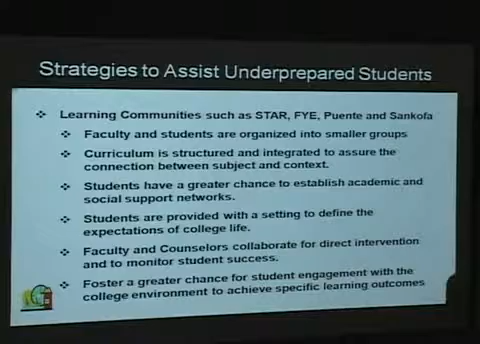 Strategies to Assist Underprepared Students
Learning Communities such as STAR, FYE, Puente and Sankofa
Faculty and students are organized into smaller groups
Curriculum is structured and integrated to assure the
connection between subject and context.
Students have a greater chance to establish academic and
social support networks.
Students are provided with a setting to define the
expectations of college life.
Faculty and Counselors collaborate for direct intervention
and to monitor student success.
Foster a greater chance for student engagement with the
college environment to achieve specific learning outcomes